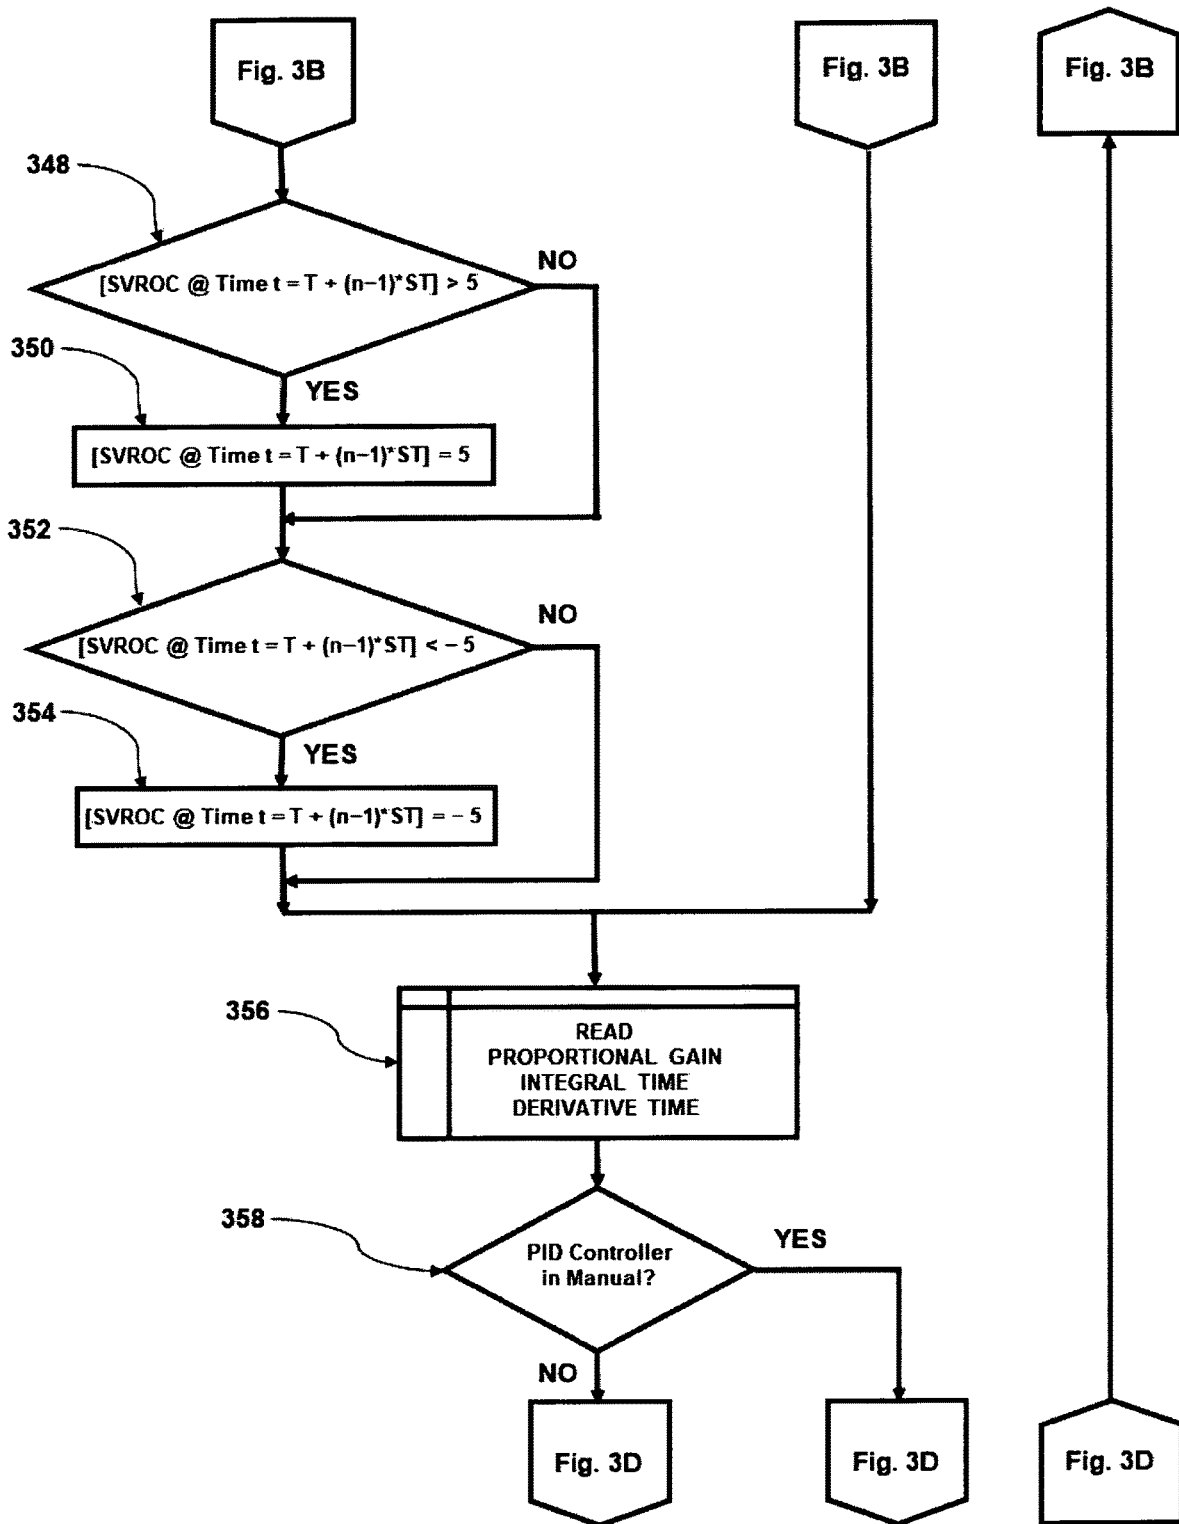 Fig. 3B
Fig. 3B
Fig. 3B
348
[SVROC @ Time t = T + (n−1)*ST] > 5
NO
350
YES
[SVROC @ Time t = T + (n−1)*ST] = 5
352
NO
[SVROC @ Time t = T + (n−1)*ST] < − 5
354
YES
[SVROC @ Time t = T + (n−1)*ST] = − 5
356
READ
PROPORTIONAL GAIN
INTEGRAL TIME
DERIVATIVE TIME
358
PID Controller
in Manual?
YES
NO
Fig. 3D
Fig. 3D
Fig. 3D